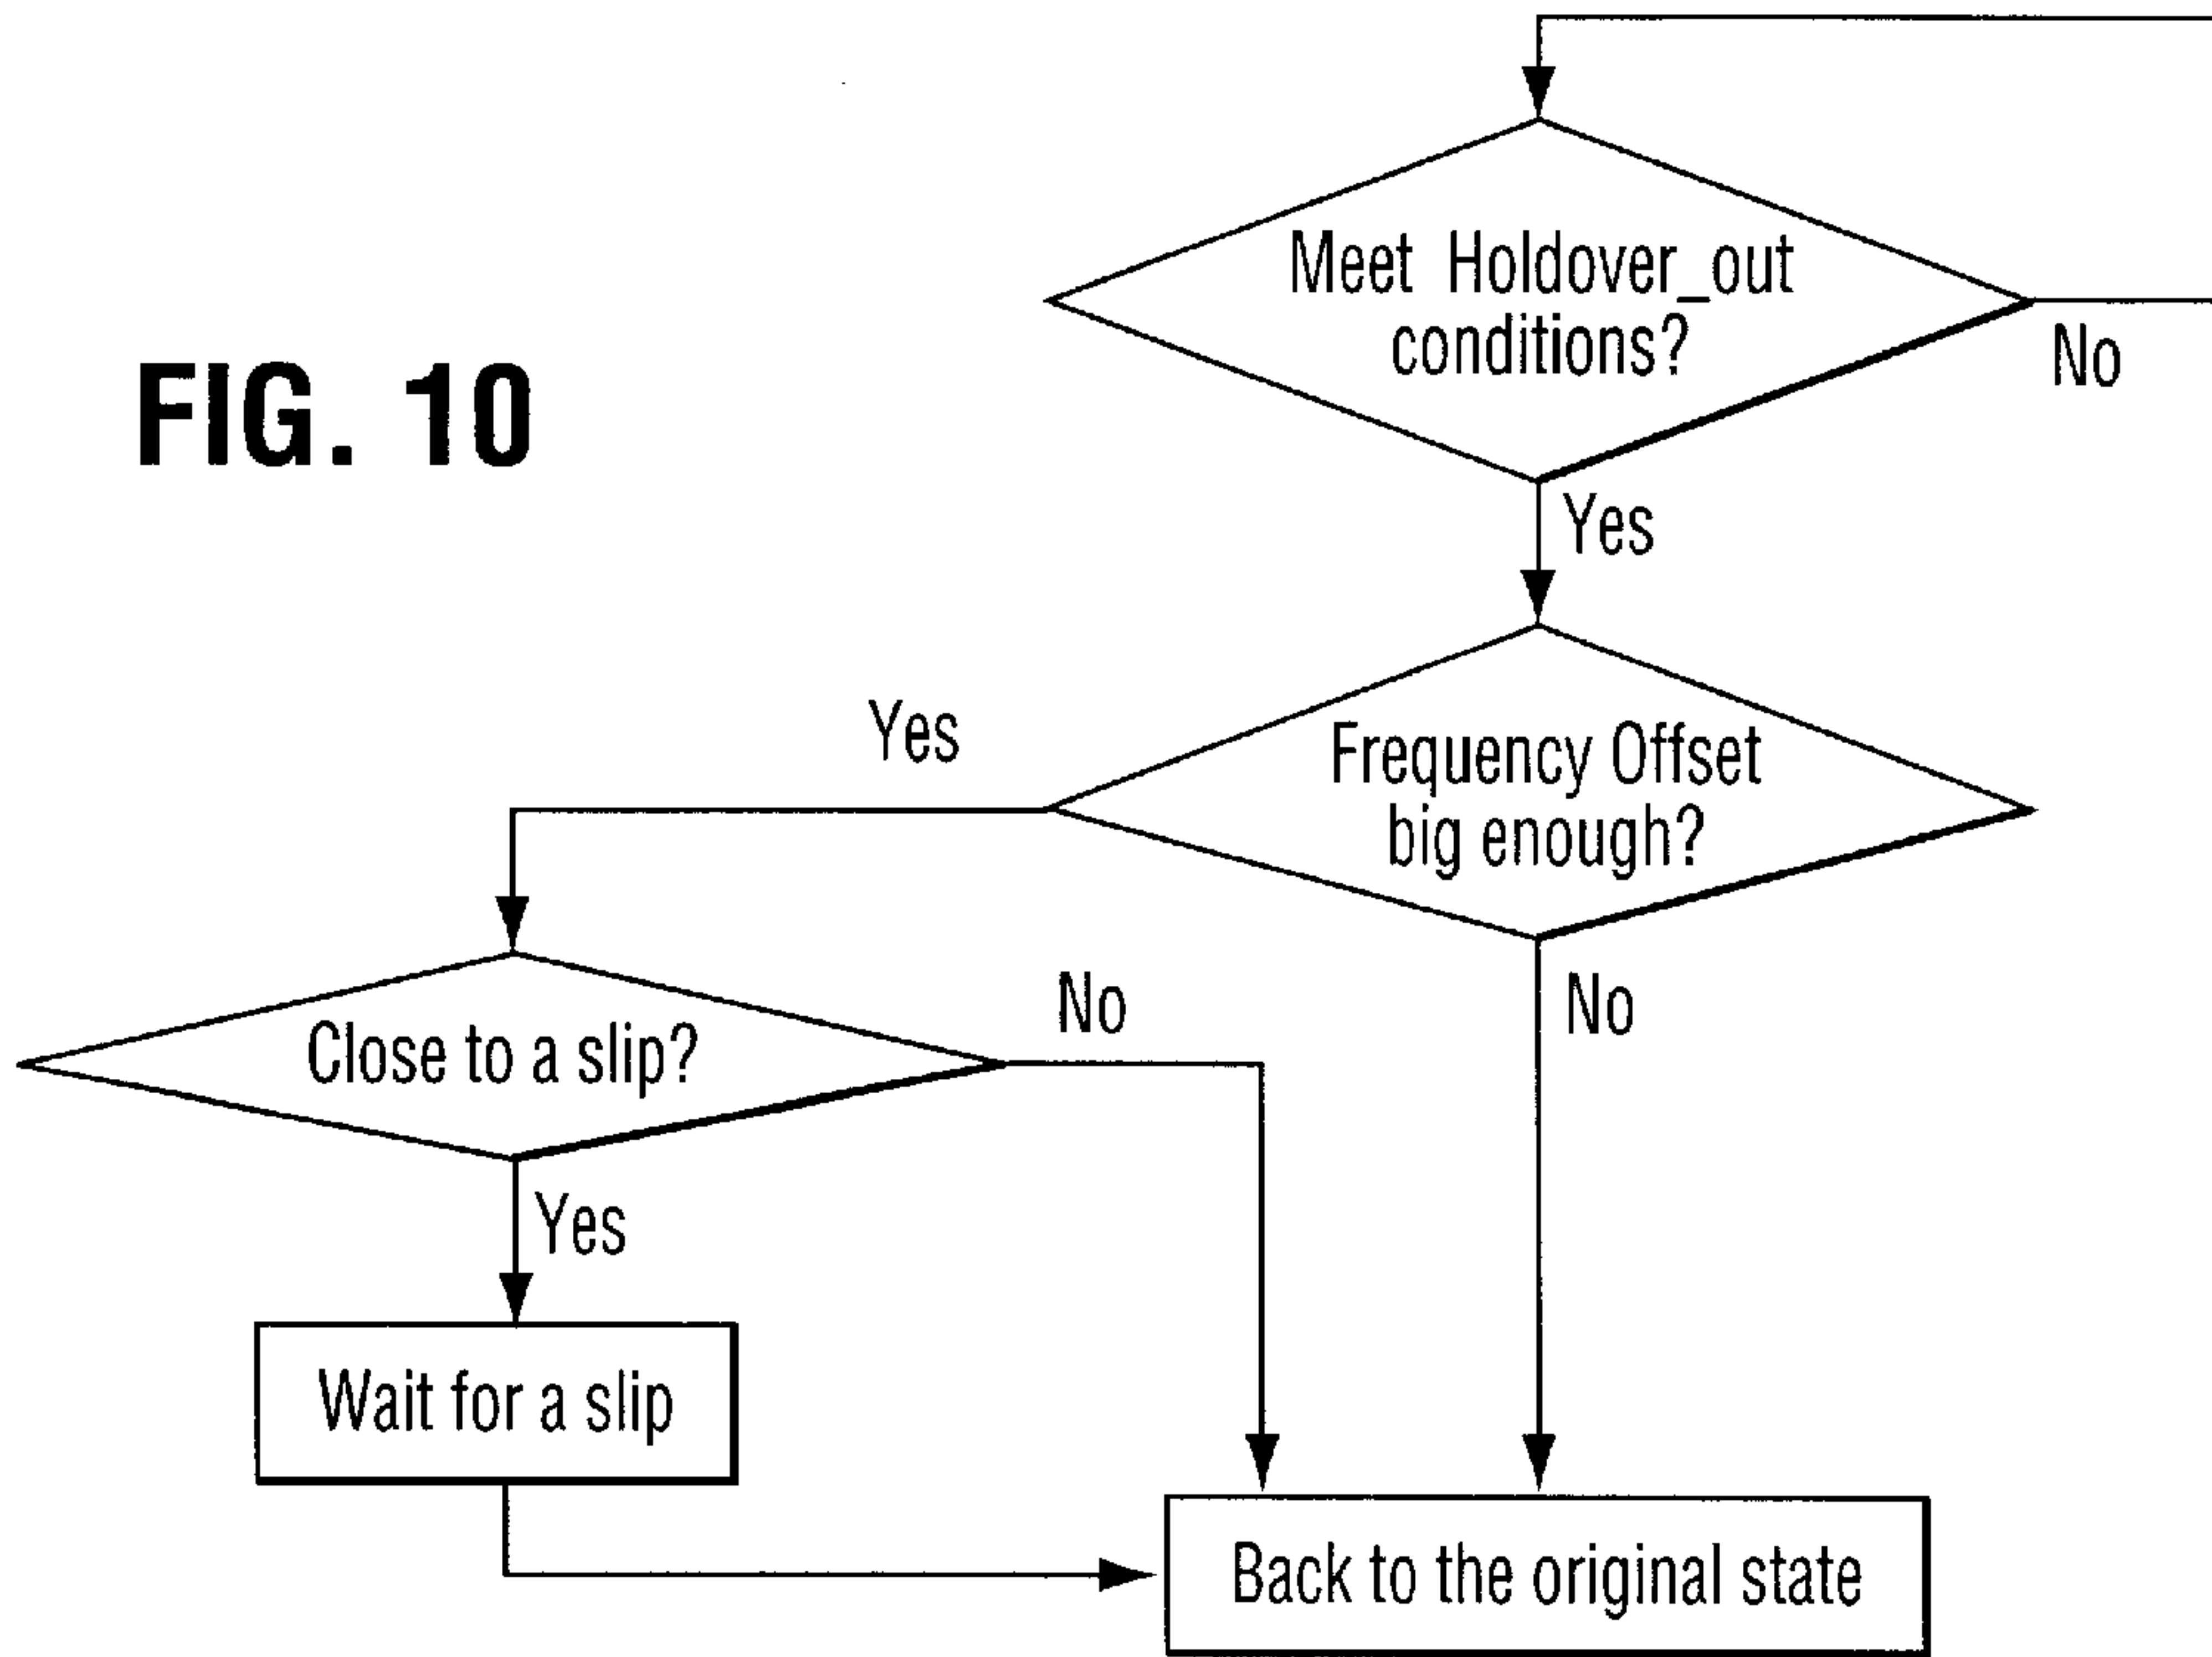 FIG. 10
Meet Holdover_out
conditions?
No
Yes
Yes
Frequency Offset
big enough?
No
No
Close to a slip?
Yes
Wait for a slip
Back to the original state